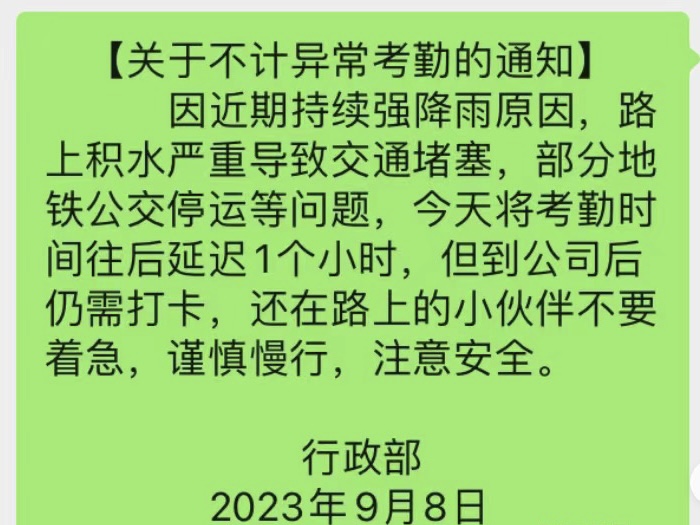 【关于不计异常考勤的通知】
因近期持续强降雨原因，路
上积水严重导致交通堵塞，部分地
铁公交停运等问题，今天将考勤时
间往后延迟1个小时，但到公司后
仍需打卡，还在路上的小伙伴不要
着急，谨慎慢行，注意安全。
行政部
2023年9月8日